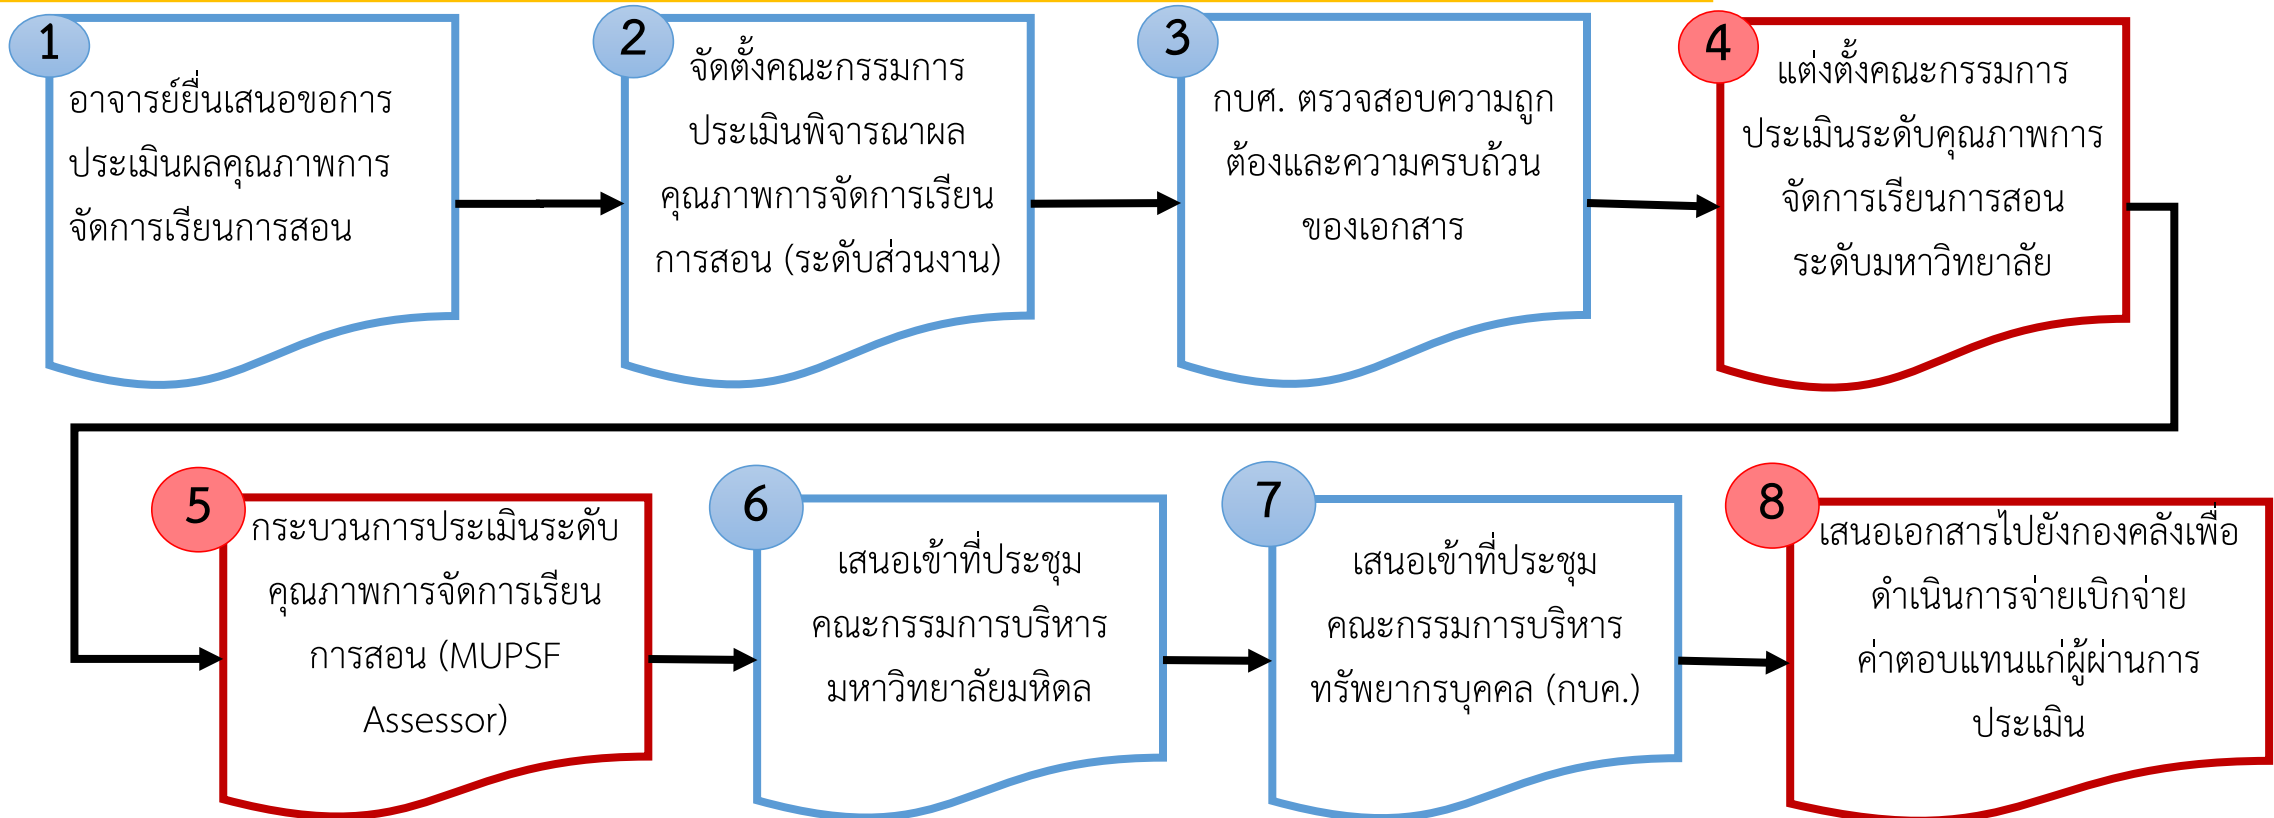 1
อาจารย์ยื่นเสนอขอการ
ประเมินผลคุณภาพการ
จัดการเรียนการสอน
2
จัดตั้งคณะกรรมการ
ประเมินพิจารณาผล
คุณภาพการจัดการเรียน
การสอน (ระดับส่วนงาน)
3
กบศ. ตรวจสอบความถูก
ต้องและความครบถ้วน
ของเอกสาร
4
แต่งตั้งคณะกรรมการ
ประเมินระดับคุณภาพการ
จัดการเรียนการสอน
ระดับมหาวิทยาลัย
5
กระบวนการประเมินระดับ
คุณภาพการจัดการเรียน
การสอน (MUPSF
Assessor)
6
เสนอเข้าที่ประชุม
คณะกรรมการบริหาร
มหาวิทยาลัยมหิดล
7
เสนอเข้าที่ประชุม
คณะกรรมการบริหาร
ทรัพยากรบุคคล (กบค.)
8
เสนอเอกสารไปยังกองคลังเพื่อ
ดำเนินการจ่ายเบิกจ่าย
ค่าตอบแทนแก่ผู้ผ่านการ
ประเมิน